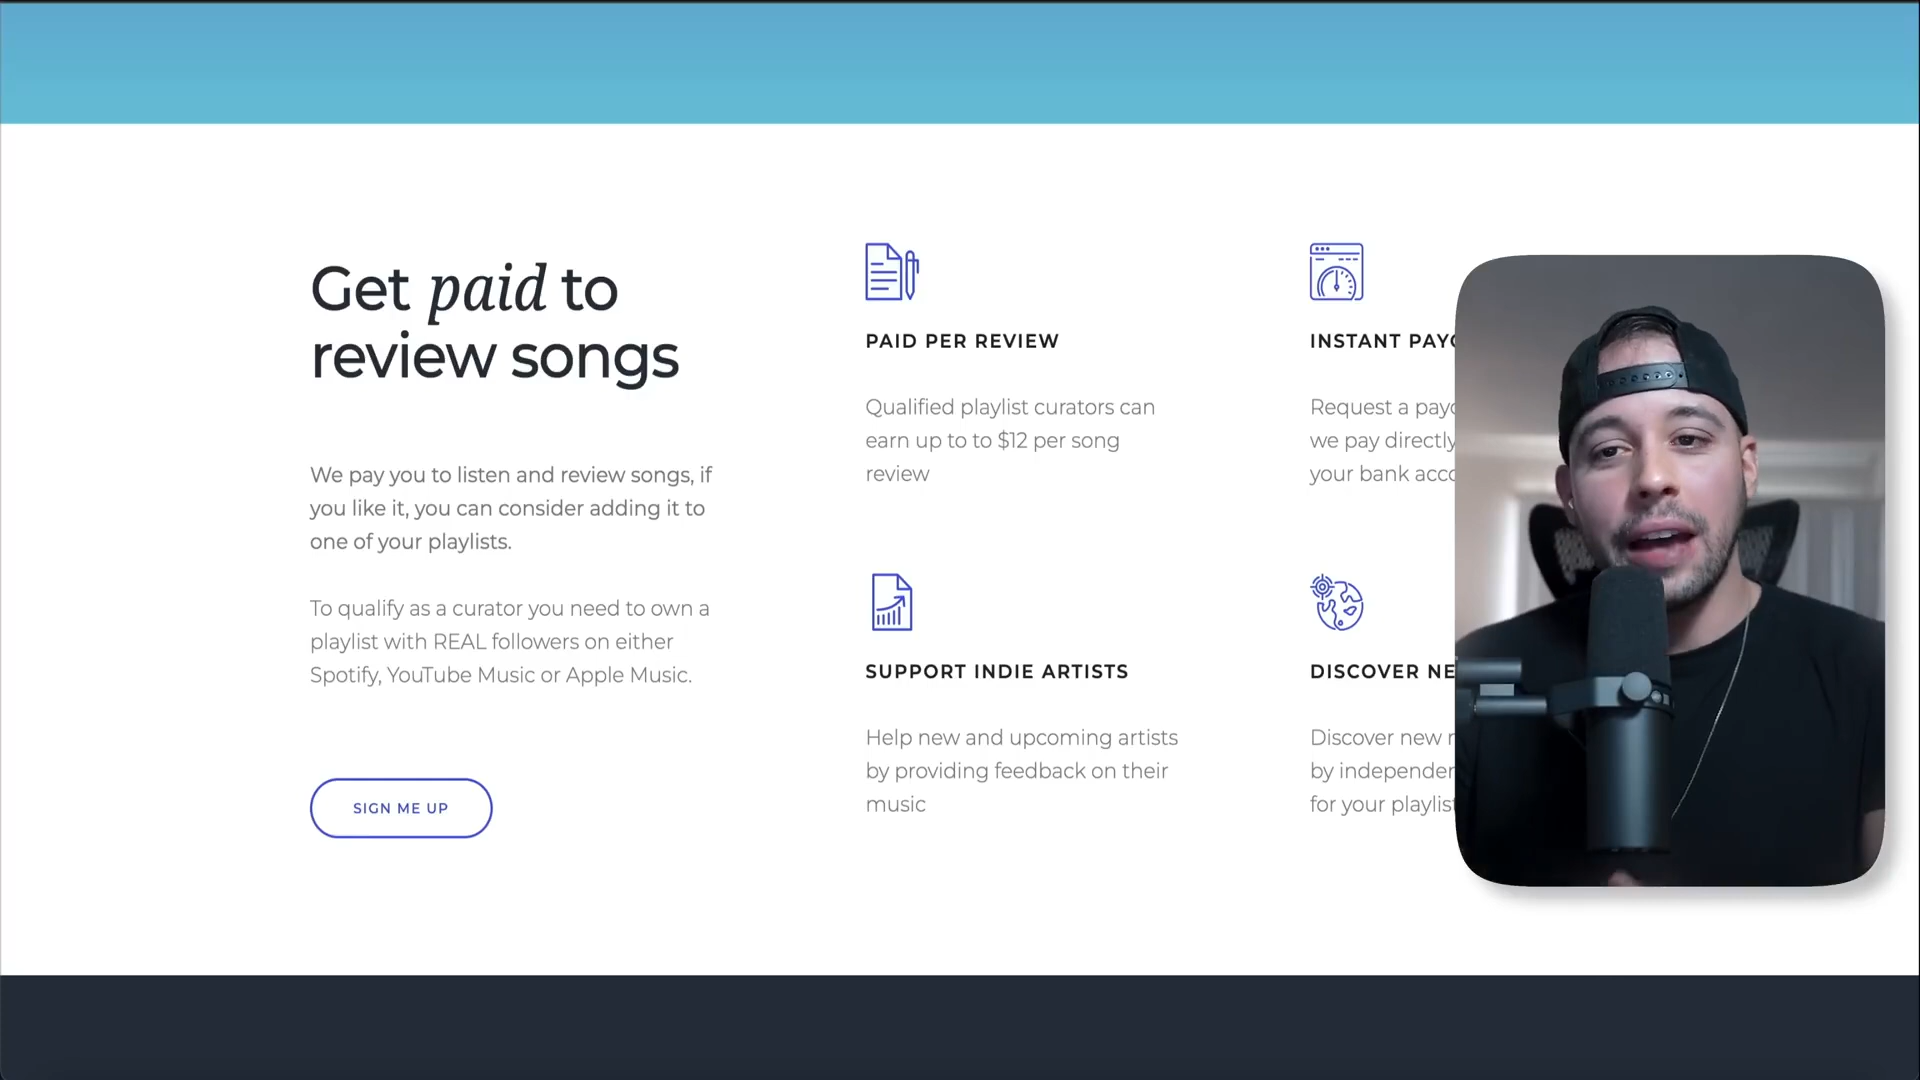 Get paid to
review songs
We pay you to listen and review songs, if
you like it, you can consider adding it to
one of your playlists.
To qualify as a curator you need to own a
playlist with REAL followers on either
Spotify, YouTube Music or Apple Music.
SIGN ME UP
PAID PER REVIEW
Qualified playlist curators can
earn up to to $12 per song
review
INSTANT
Request a
we pay directly
your bank
SUPPORT INDIE ARTISTS
Help new and upcoming artists
by providing feedback on their
music
DISCOVER
Discover new
by
for your